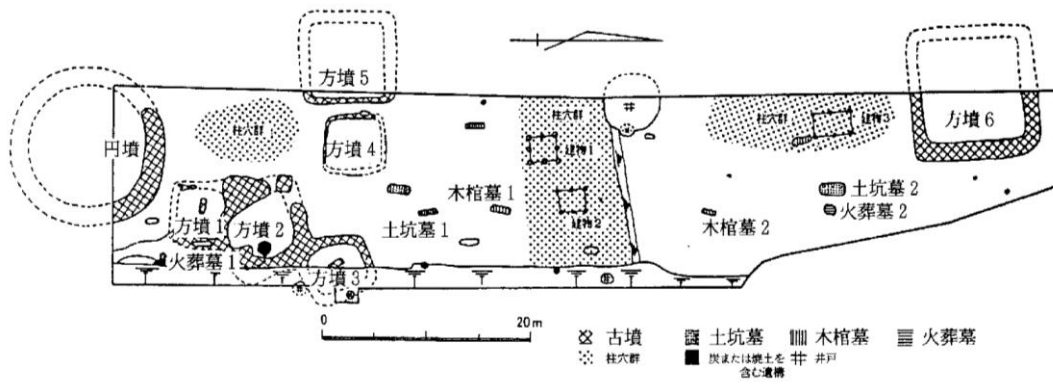 方墳5
円墳
柱穴群
方墳4
柱穴群
建物1
井
柱穴群
建物3
方墳6
方墳1
方墳2
土坑墓1
木棺墓1
建物2
木棺墓2
土坑墓2
火葬墓2
火葬墓1
方墳3
0 20m
古墳 土坑墓 木棺墓 火葬墓
柱穴群 炭または焼土を含む遺構 井戸